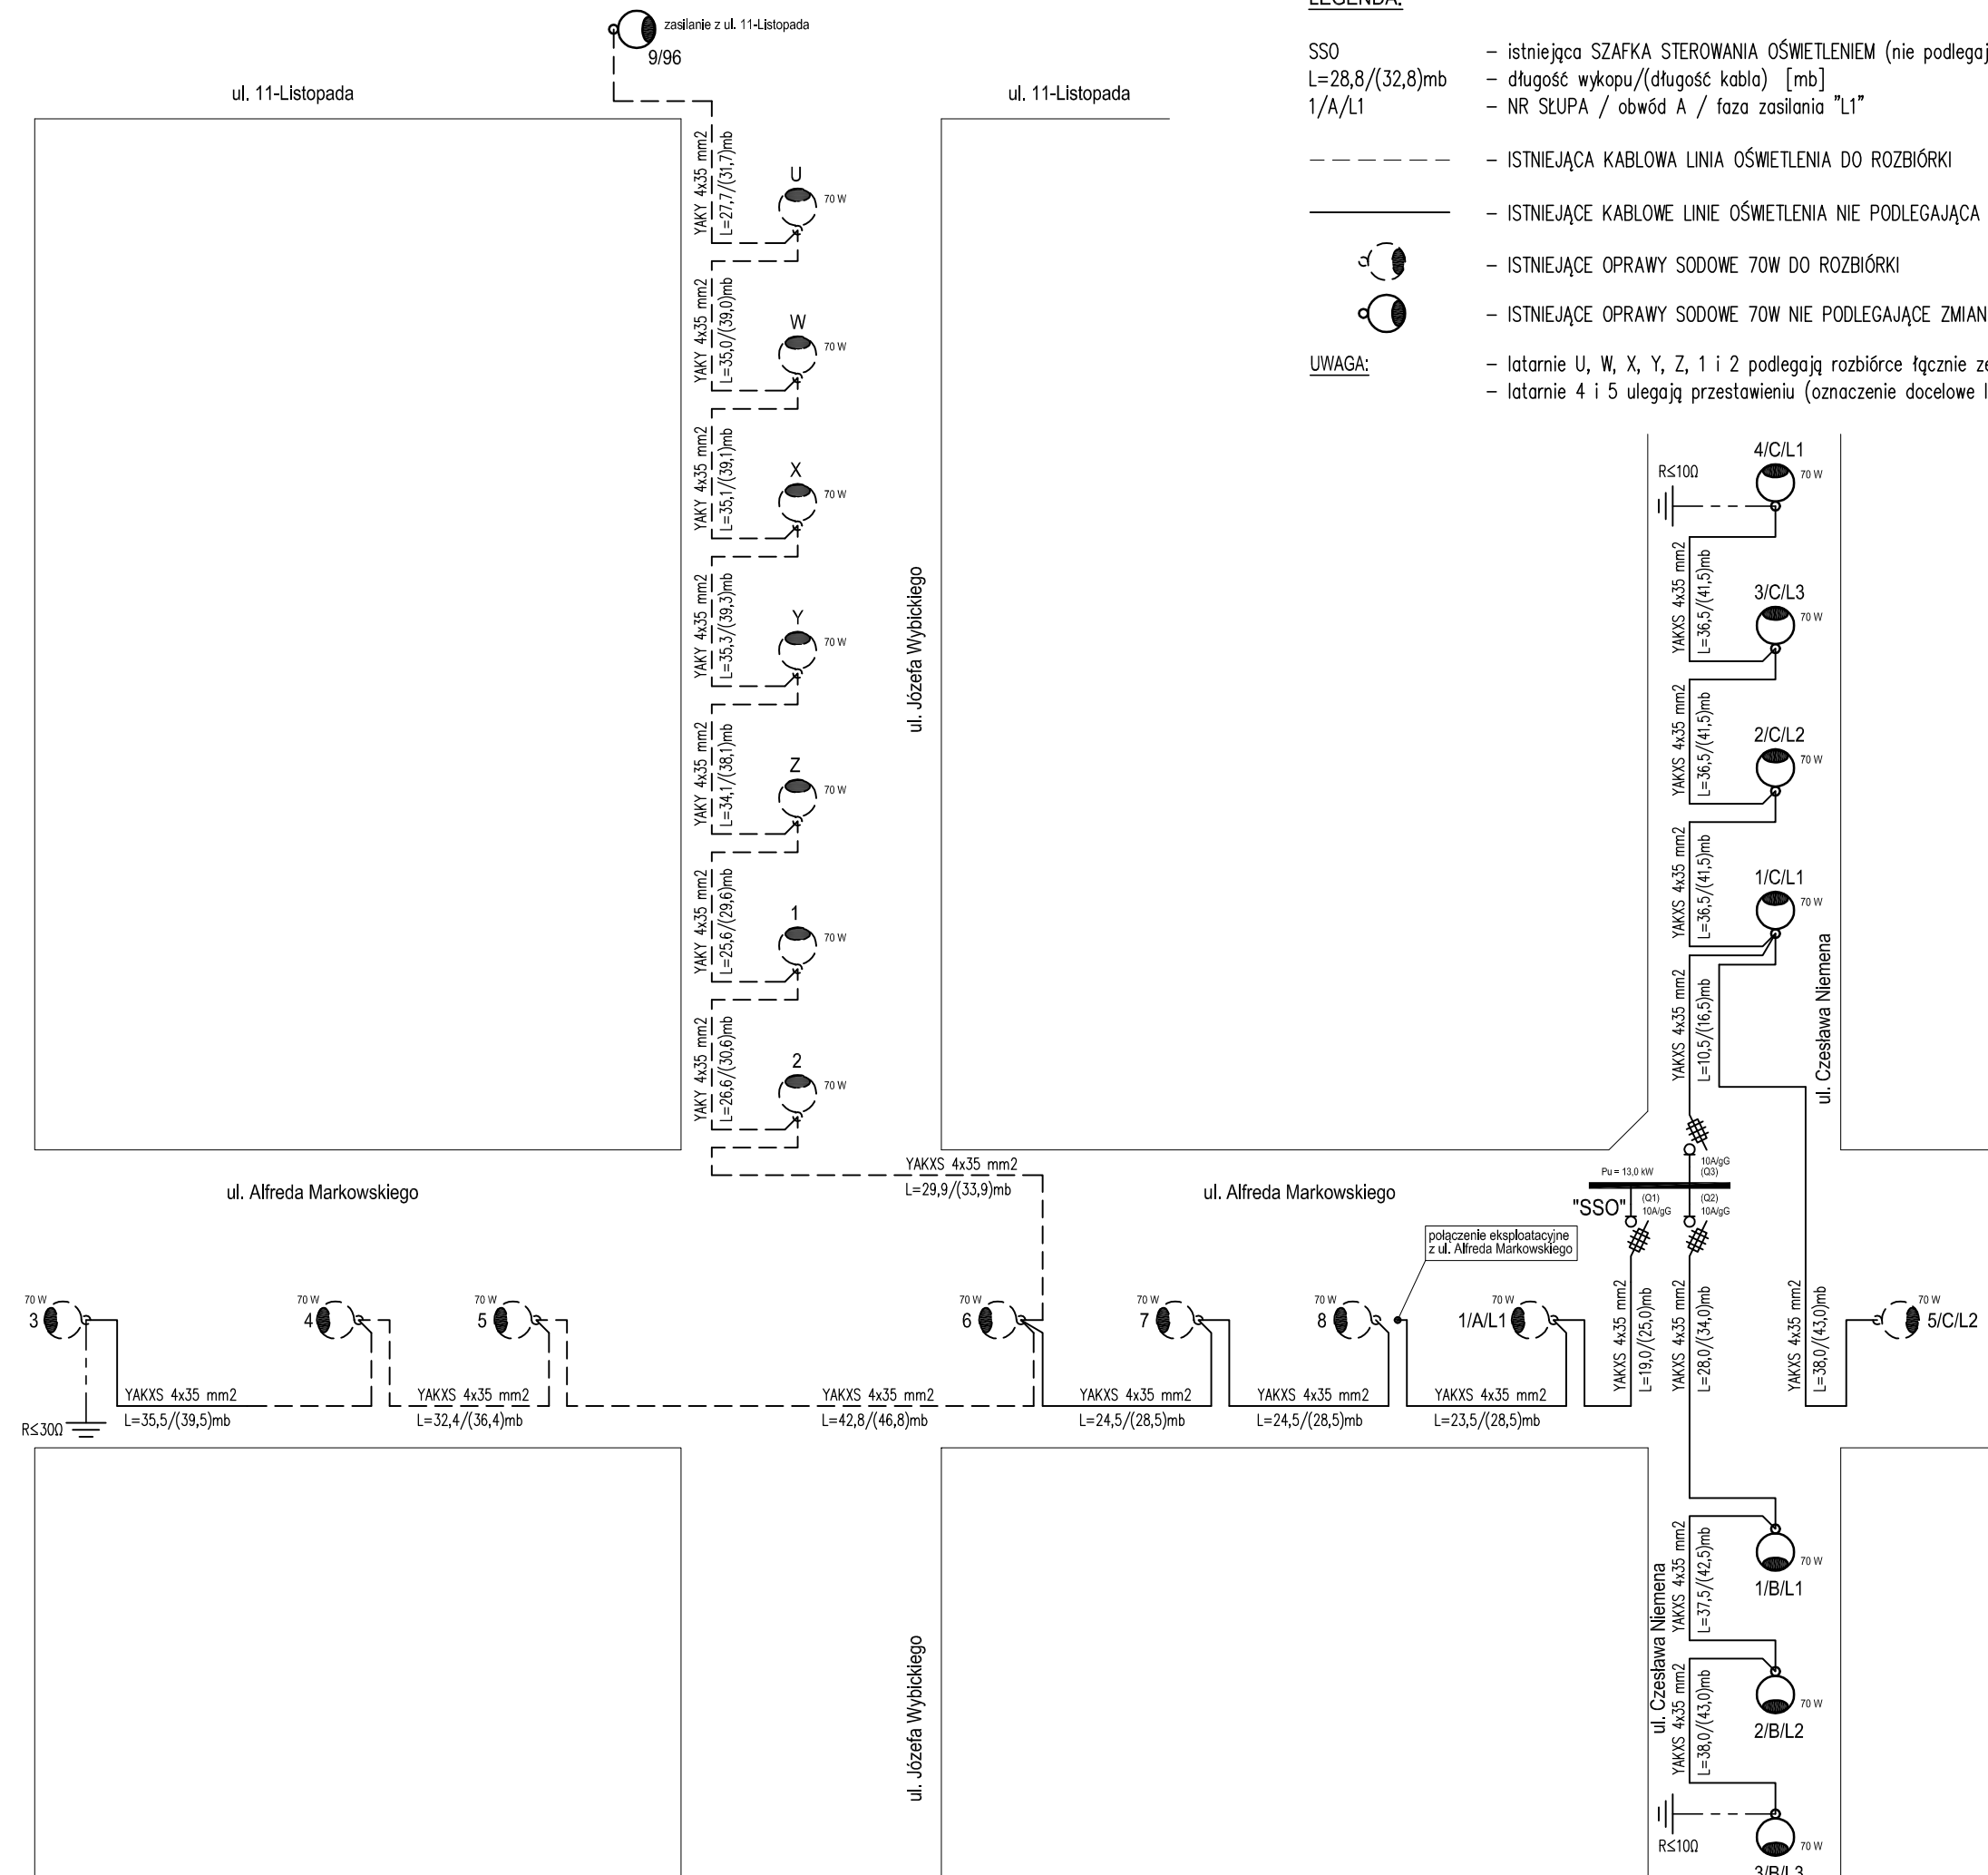 zasilanie z ul. 11-Listopada
9/96
ul. 11-Listopada
ul. 11-Listopada
LEGENDA:
SSO
– istniejąca SZAFKA STEROWANIA OŚWIETLENIEM (nie podlega
L=28,8/(32,8)mb
– długość wykopu/(długość kabla) [mb]
1/A/L1
– NR SŁUPA / obwód A / faza zasilania "L1"
– ISTNIEJĄCA KABLOWA LINIA OŚWIETLENIA DO ROZBIÓRKI
– ISTNIEJĄCE KABLOWE LINIE OŚWIETLENIA NIE PODLEGAJĄCA
– ISTNIEJĄCE OPRAWY SODOWE 70W DO ROZBIÓRKI
– ISTNIEJĄCE OPRAWY SODOWE 70W NIE PODLEGAJĄCE ZMIAN
UWAGA:
– latarnie U, W, X, Y, Z, 1 i 2 podlegają rozbiórce łącznie ze
– latarnie 4 i 5 ulegają przestawieniu (oznaczenie docelowe
YAKY 4x35 mm2
L=27,7/(31,7)mb
U
70 W
YAKY 4x35 mm2
L=35,0/(39,0)mb
W
70 W
YAKY 4x35 mm2
L=35,1/(39,1)mb
X
70 W
YAKY 4x35 mm2
L=35,3/(39,3)mb
Y
70 W
YAKY 4x35 mm2
L=34,1/(38,1)mb
Z
70 W
YAKY 4x35 mm2
L=25,6/(29,6)mb
1
70 W
YAKY 4x35 mm2
L=26,6/(30,6)mb
2
70 W
ul. Józefa Wybickiego
4/C/L1
70 W
R≤10Ω
YAKXS 4x35 mm2
L=36,5/(41,5)mb
3/C/L3
70 W
YAKXS 4x35 mm2
L=36,5/(41,5)mb
2/C/L2
70 W
YAKXS 4x35 mm2
L=36,5/(41,5)mb
1/C/L1
70 W
YAKXS 4x35 mm2
L=10,5/(16,5)mb
ul. Czesława Niemena
YAKXS 4x35 mm2
L=29,9/(33,9)mb
ul. Alfreda Markowskiego
ul. Alfreda Markowskiego
Pu = 13,0 kW
10A/gG
(Q3)
"SSO"
(Q1)
10A/gG
(Q2)
10A/gG
połączenie eksploatacyjne
z ul. Alfreda Markowskiego
70 W
3
70 W
4
70 W
5
70 W
6
70 W
7
70 W
8
70 W
1/A/L1
YAKXS 4x35 mm2
L=19,0/(25,0)mb
YAKXS 4x35 mm2
L=28,0/(34,0)mb
YAKXS 4x35 mm2
L=38,0/(43,0)mb
70 W
5/C/L2
R≤30Ω
YAKXS 4x35 mm2
L=35,5/(39,5)mb
YAKXS 4x35 mm2
L=32,4/(36,4)mb
YAKXS 4x35 mm2
L=42,8/(46,8)mb
YAKXS 4x35 mm2
L=24,5/(28,5)mb
YAKXS 4x35 mm2
L=24,5/(28,5)mb
YAKXS 4x35 mm2
L=23,5/(28,5)mb
ul. Józefa Wybickiego
ul. Czesława Niemena
YAKXS 4x35 mm2
L=37,5/(42,5)mb
70 W
1/B/L1
YAKXS 4x35 mm2
L=38,0/(43,0)mb
70 W
2/B/L2
R≤10Ω
70 W
3/B/L3